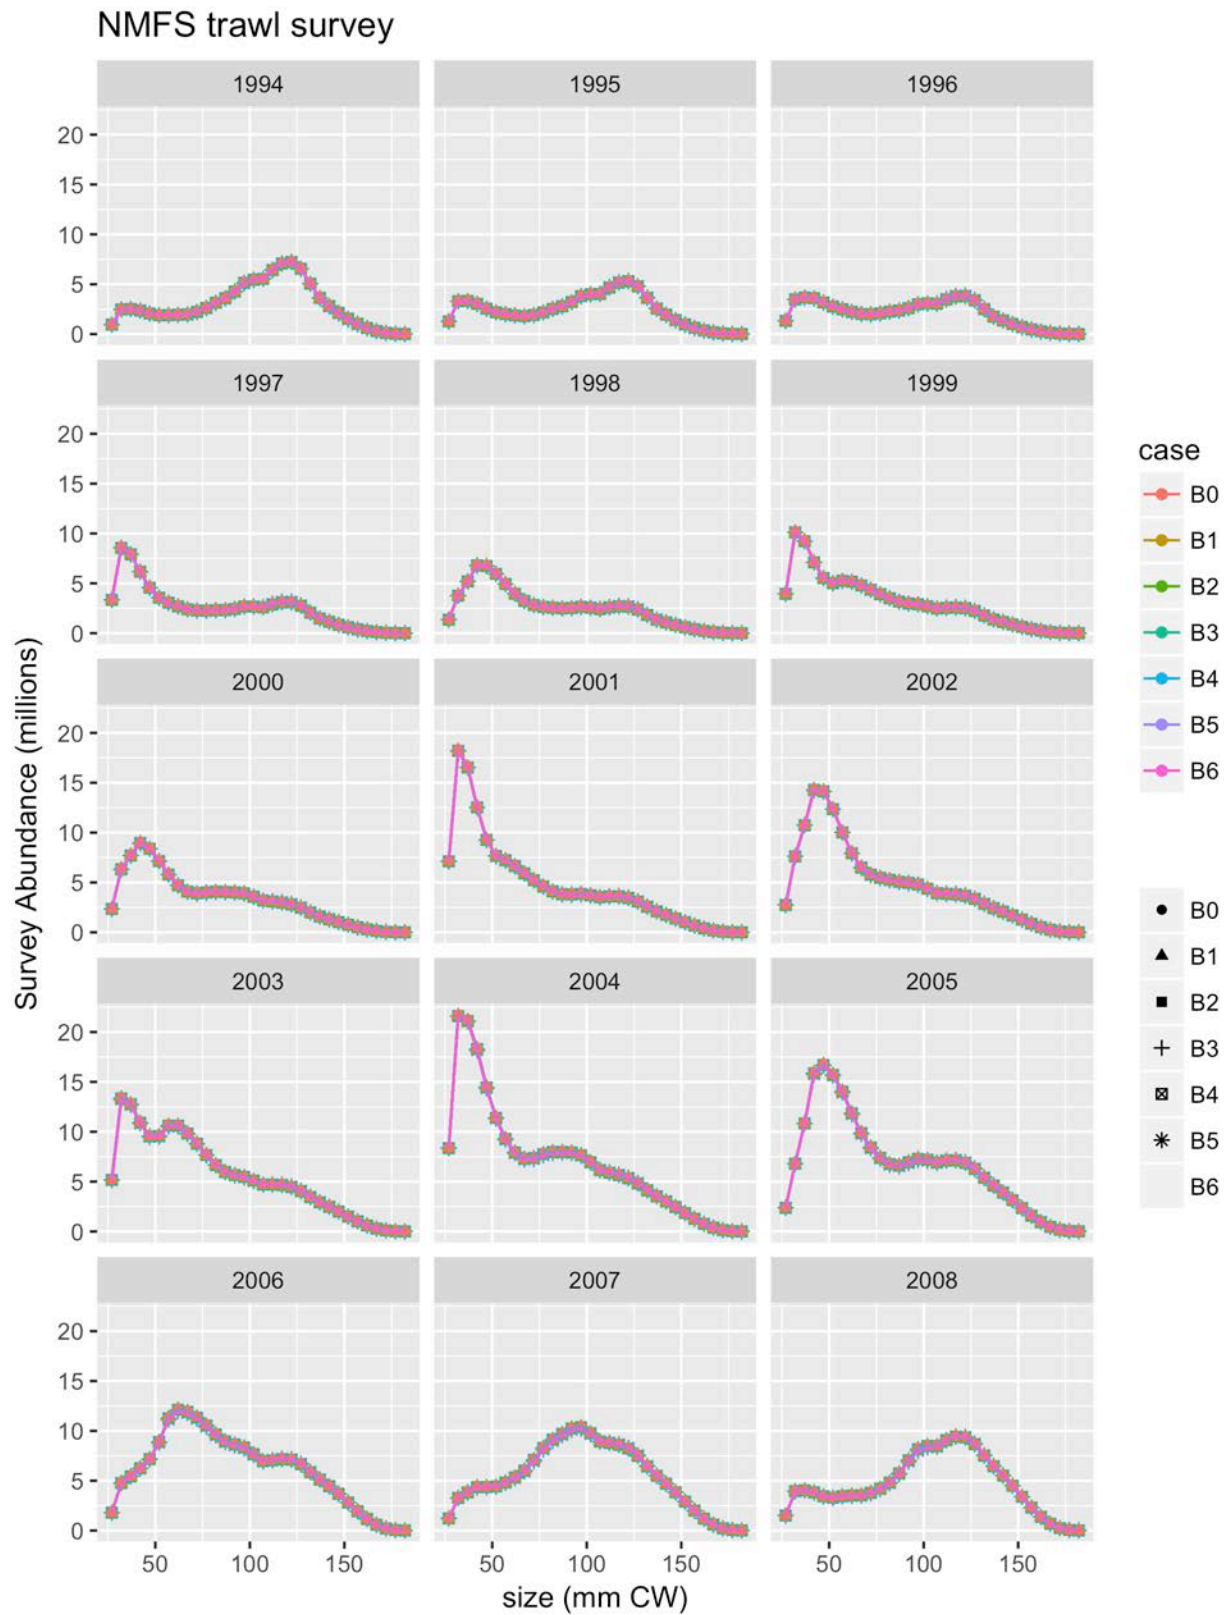 NMFS trawl survey
1994 1995 1996
20
15
10
5
0
1997 1998 1999
20
15
10
5
0
2000 2001 2002
20
15
10
5
0
2003 2004 2005
20
15
10
5
0
2006 2007 2008
20
15
10
5
0
50 100 150 50 100 150 50 100 150
size (mm CW)
Survey Abundance (millions)
case
B0
B1
B2
B3
B4
B5
B6
B0
B1
B2
B3
B4
B5
B6